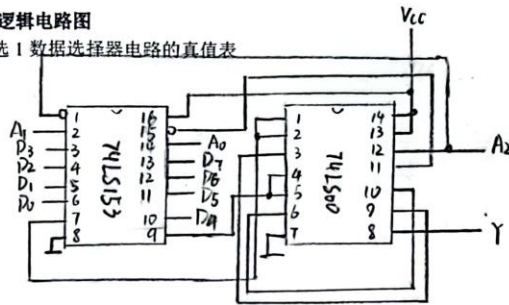 逻辑电路图
选 1 数据选择器电路的真值表
Vcc
1 16
A1 2 15
D3 3 14 A0
D2 4 13 D7
D1 5 12 D6
D0 6 11 D5
7 10 D4
8 9
74LS153
1 14
2 13
3 12 A2
4 11
5 10
6 9
7 8 Y
74LS00